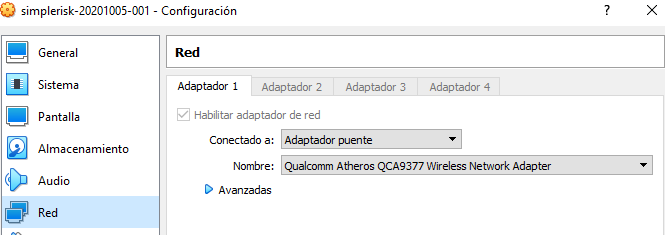 simplerisk-20201005-001 - Configuración ? ×
General
Sistema
Pantalla
Almacenamiento
Audio
Red
Red
Adaptador 1 Adaptador 2 Adaptador 3 Adaptador 4
Habilitar adaptador de red
Conectado a: Adaptador puente
Nombre: Qualcomm Atheros QCA9377 Wireless Network Adapter
Avanzadas